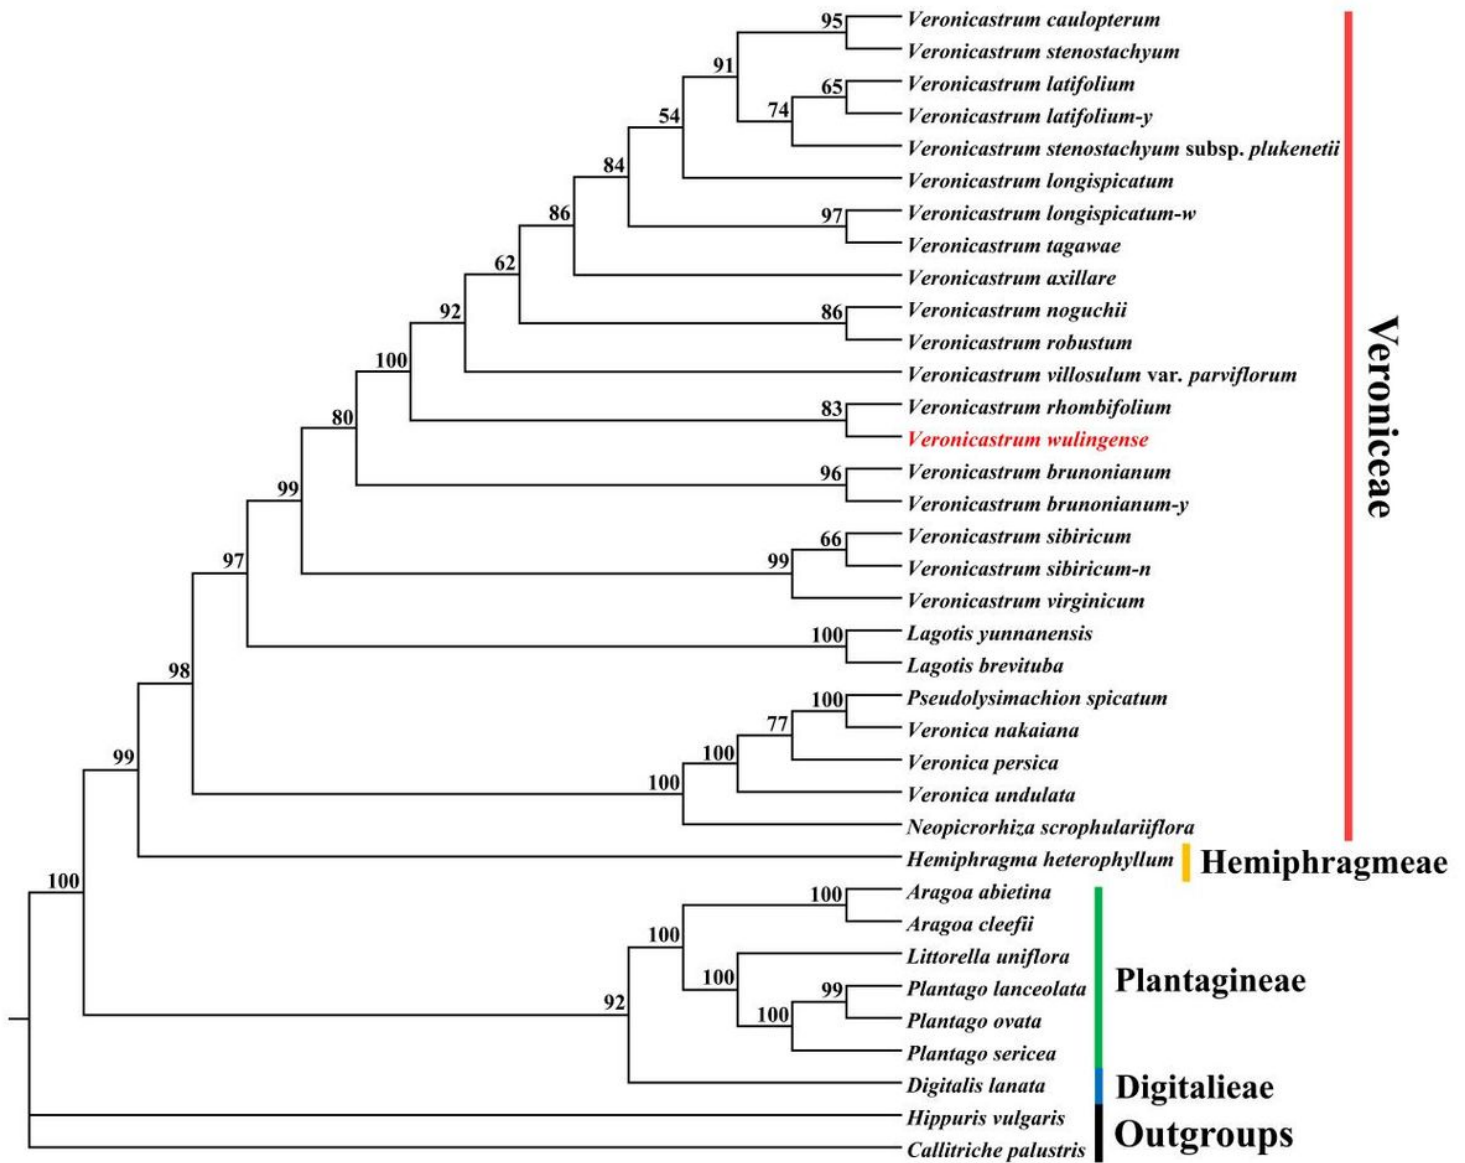 95 Veronicastrum caulopterum
Veronicastrum stenostachyum
91
65 Veronicastrum latifolium
74 Veronicastrum latifolium-y
54
Veronicastrum stenostachyum subsp. plukenetii
84
Veronicastrum longispicatum
86
97 Veronicastrum longispicatum-w
Veronicastrum tagawae
62
Veronicastrum axillare
92
86 Veronicastrum noguchii
Veronicastrum robustum
100
Veronicastrum villosulum var. parviflorum
80
83 Veronicastrum rhombifolium
Veronicastrum wulingense
96 Veronicastrum brunonianum
99
Veronicastrum brunonianum-y
66 Veronicastrum sibiricum
97
99 Veronicastrum sibiricum-n
Veronicastrum virginicum
100 Lagotis yunnanensis
Lagotis brevituba
98
100 Pseudolysimachion spicatum
77 Veronica nakaiana
99
100 Veronica persica
100 Veronica undulata
Neopicrorhiza scrophulariiflora
Veroniceae
Hemiphragma heterophyllum
Hemiphragmeae
100
100 Aragoa abietina
Aragoa cleefii
100
Littorella uniflora
100
99 Plantago lanceolata
92
100 Plantago ovata
Plantago sericea
Plantagineae
Digitalis lanata
Digitalieae
Hippuris vulgaris
Callitriche palustris
Outgroups